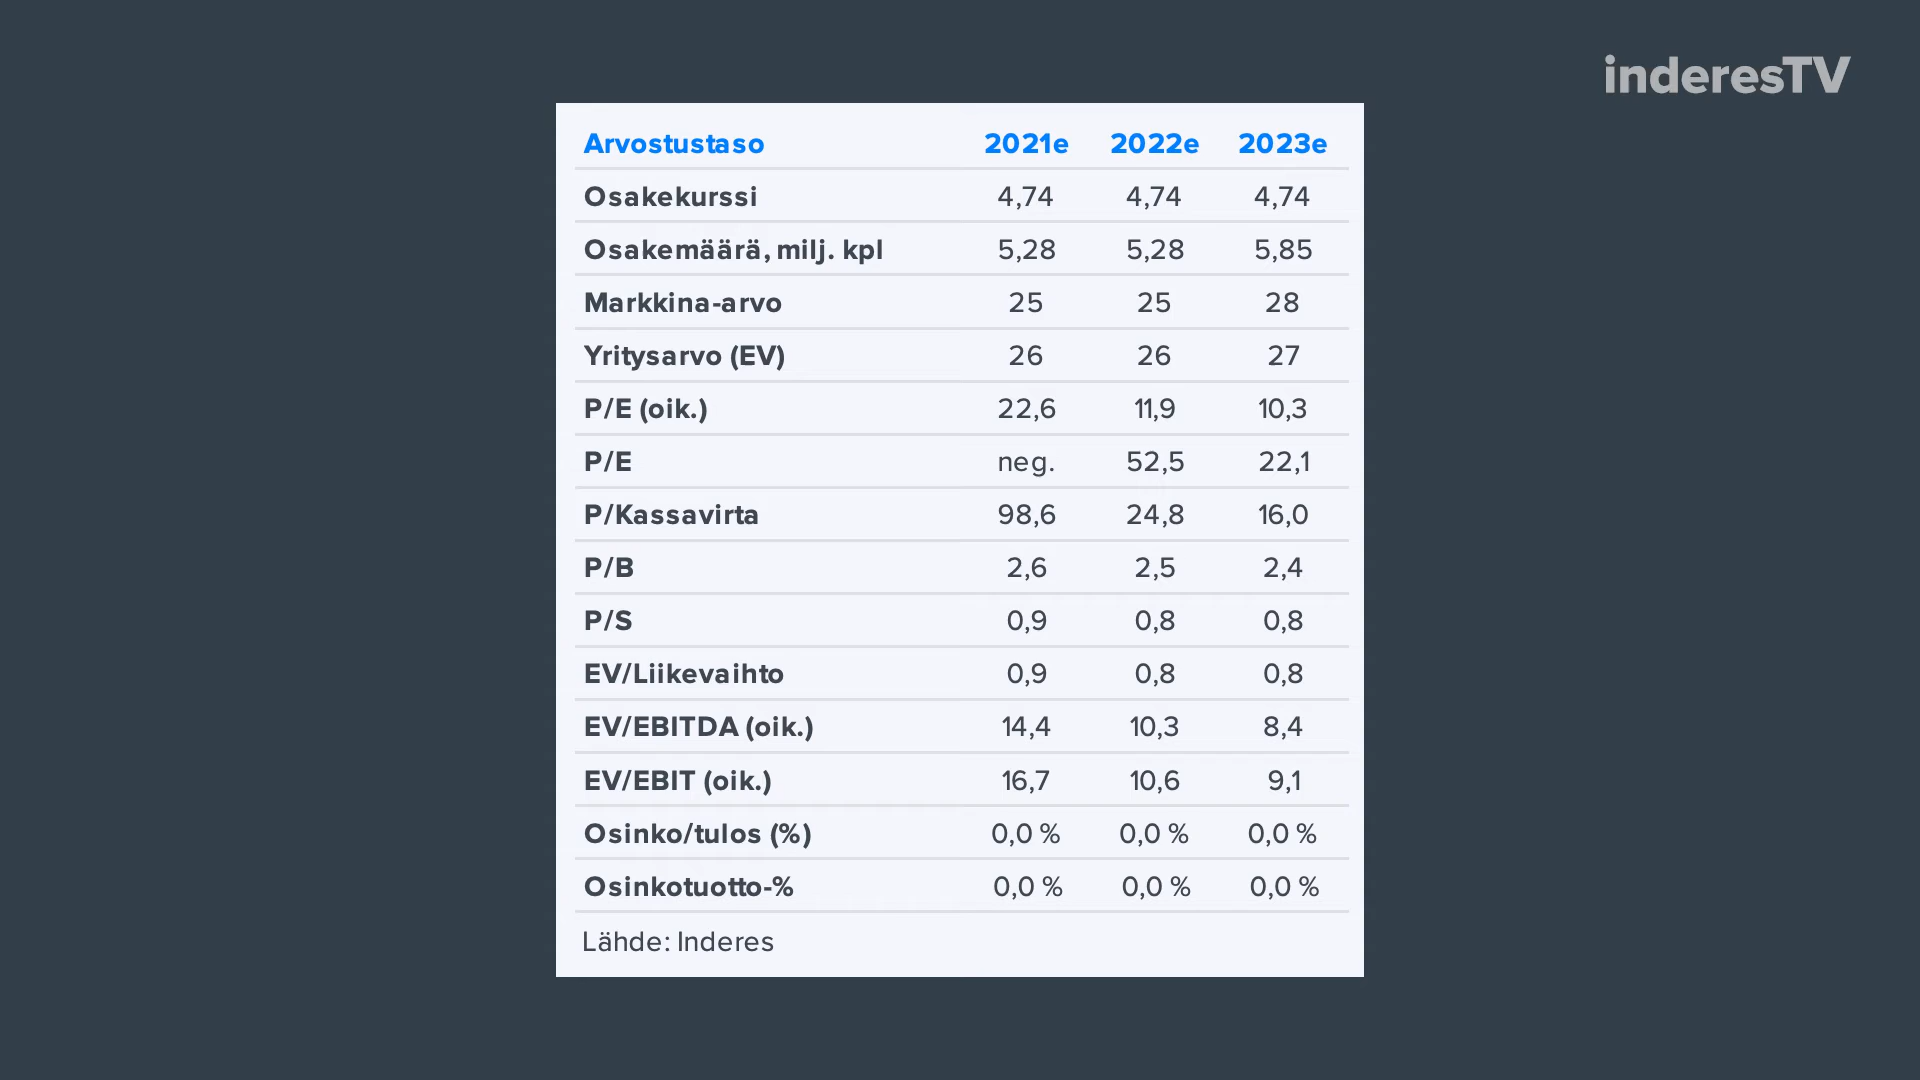 inderesTV
Arvostustaso 2021e 2022e 2023e
Osakekurssi 4,74 4,74 4,74
Osakemäärä, milj. kpl 5,28 5,28 5,85
Markkina-arvo 25 25 28
Yritysarvo (EV) 26 26 27
P/E (oik.) 22,6 11,9 10,3
P/E neg. 52,5 22,1
P/Kassavirta 98,6 24,8 16,0
P/B 2,6 2,5 2,4
P/S 0,9 0,8 0,8
EV/Liikevaihto 0,9 0,8 0,8
EV/EBITDA (oik.) 14,4 10,3 8,4
EV/EBIT (oik.) 16,7 10,6 9,1
Osinko/tulos (%) 0,0 % 0,0 % 0,0 %
Osinkotuotto-% 0,0 % 0,0 % 0,0 %
Lähde: Inderes